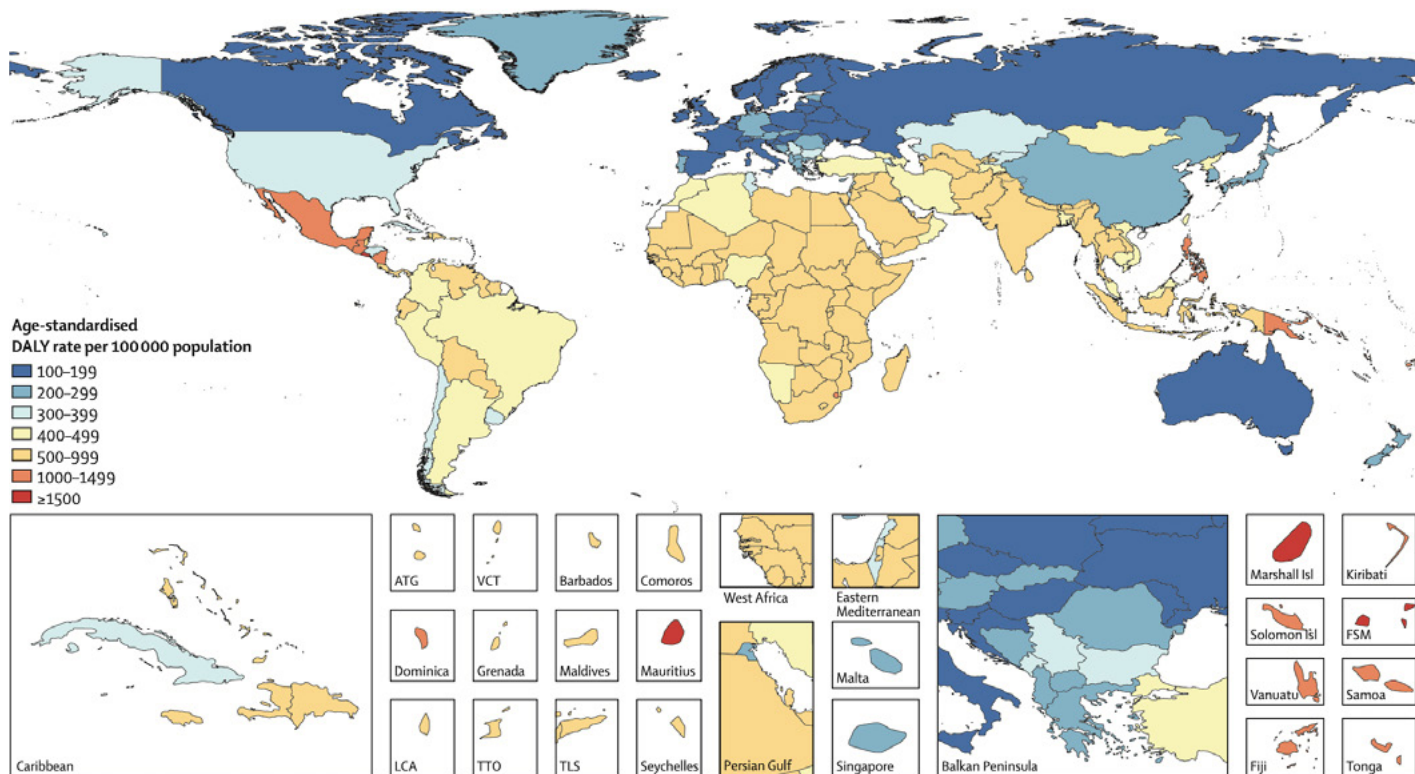 Age-standardised
DALY rate per 100 000 population
100–199
200–299
300–399
400–499
500–999
1000–1499
≥1500
Caribbean
ATG
VCT
Barbados
Comoros
Dominica
Grenada
Maldives
Mauritius
LCA
TTO
TLS
Seychelles
West Africa
Eastern
Mediterranean
Persian Gulf
Malta
Singapore
Balkan Peninsula
Marshall Isl
Kiribati
Solomon Isl
FSM
Vanuatu
Samoa
Fiji
Tonga